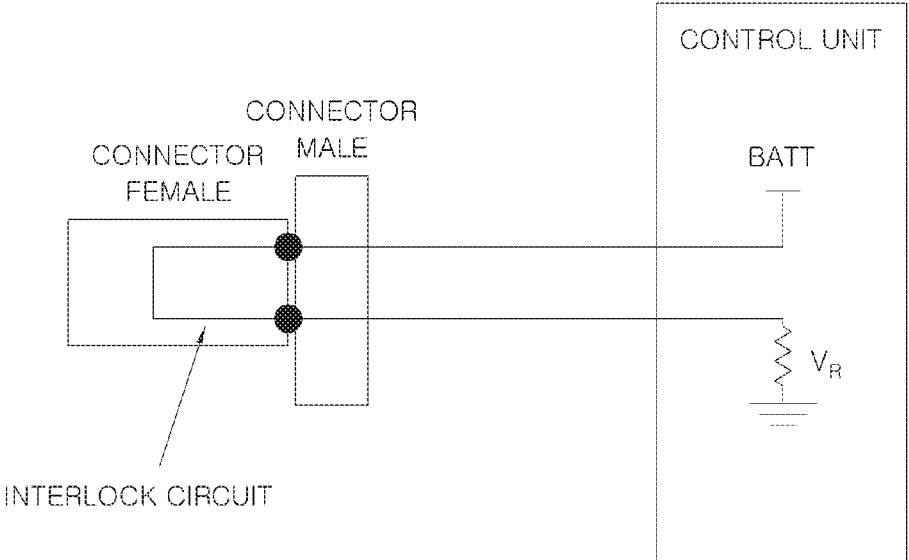 CONTROL UNIT
CONNECTOR
MALE
CONNECTOR
FEMALE
BATT
VR
INTERLOCK CIRCUIT